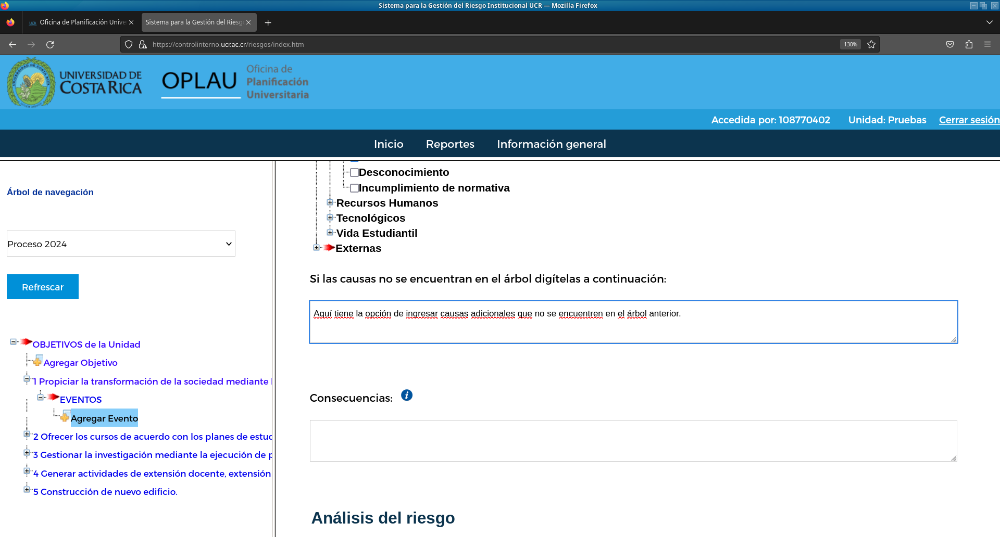 Sistema para la Gestión del Riesgo Institucional UCR — Mozilla Firefox
Oficina de Planificación Unive
Sistema para la Gestión del Riesg
https://controlinterno.ucr.ac.cr/riesgos/index.htm
130%
UNIVERSIDAD DE
COSTA RICA
OPLAU
Oficina de
Planificación
Universitaria
Accedida por: 108770402
Unidad: Pruebas
Cerrar sesión
Inicio
Reportes
Información general
Árbol de navegación
Proceso 2024
Refrescar
OBJETIVOS de la Unidad
Agregar Objetivo
1 Propiciar la transformación de la sociedad mediante
EVENTOS
Agregar Evento
2 Ofrecer los cursos de acuerdo con los planes de estuc
3 Gestionar la investigación mediante la ejecución de p
4 Generar actividades de extensión docente, extensión
5 Construcción de nuevo edificio.
Desconocimiento
Incumplimiento de normativa
Recursos Humanos
Tecnológicos
Vida Estudiantil
Externas
Si las causas no se encuentran en el árbol digítelas a continuación:
Aquí tiene la opción de ingresar causas adicionales que no se encuentren en el árbol anterior.
Consecuencias:
Análisis del riesgo